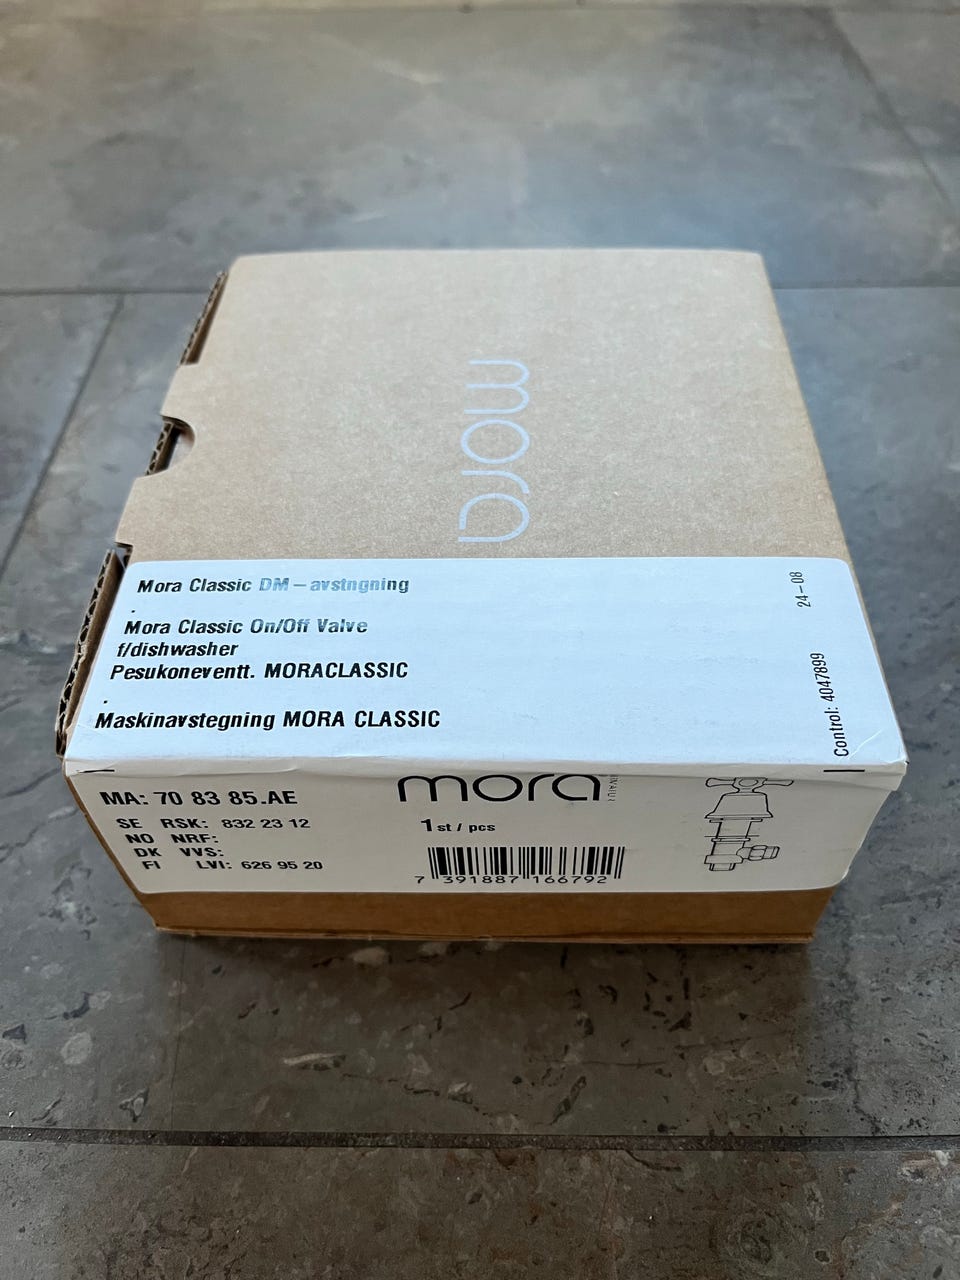 mora
Mora Classic DM-avstngning
.
Mora Classic On/Off Valve
f/dishwasher
Pesukoneventt. MORACLASSIC
.
Maskinavstegning MORA CLASSIC
24-08
Control: 4047899
MA: 70 83 85.AE
SE RSK: 832 23 12
NO NRF:
DK VVS:
FI LVI: 626 95 20
mora
1 st / pcs
7 391887 166792